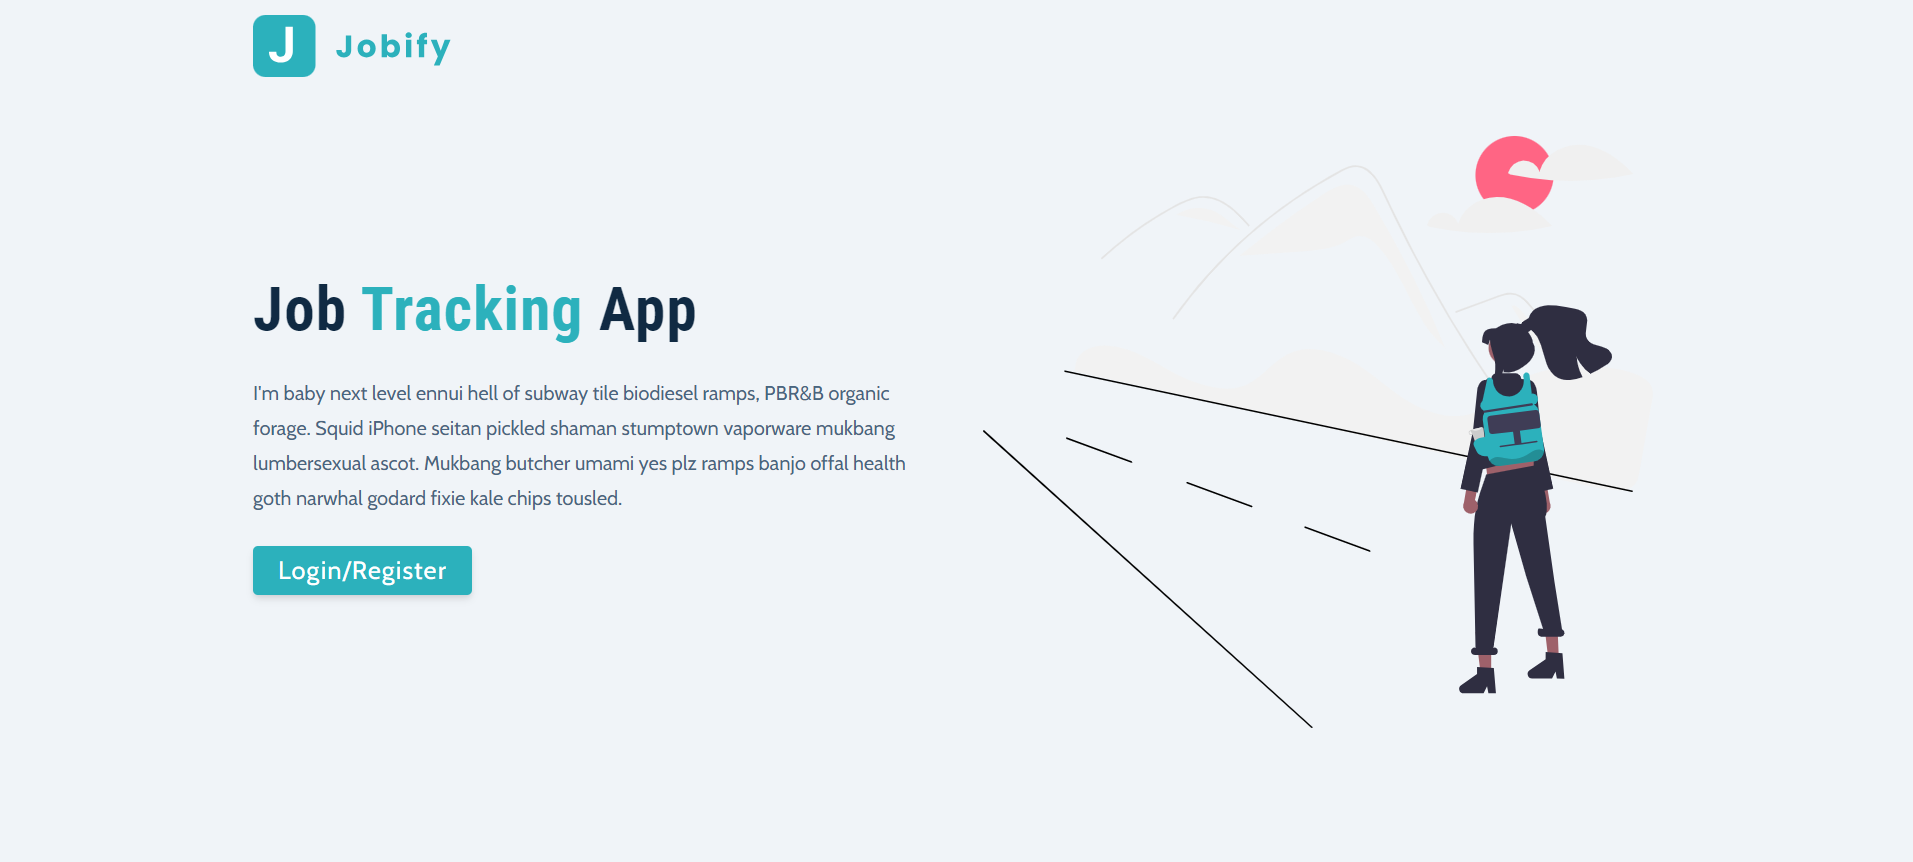 J Jobify
Job Tracking App
I'm baby next level ennui hell of subway tile biodiesel ramps, PBR&B organic
forage. Squid iPhone seitan pickled shaman stumptown vaporware mukbang
lumbersexual ascot. Mukbang butcher umami yes plz ramps banjo offal health
goth narwhal godard fixie kale chips tousled.
Login/Register